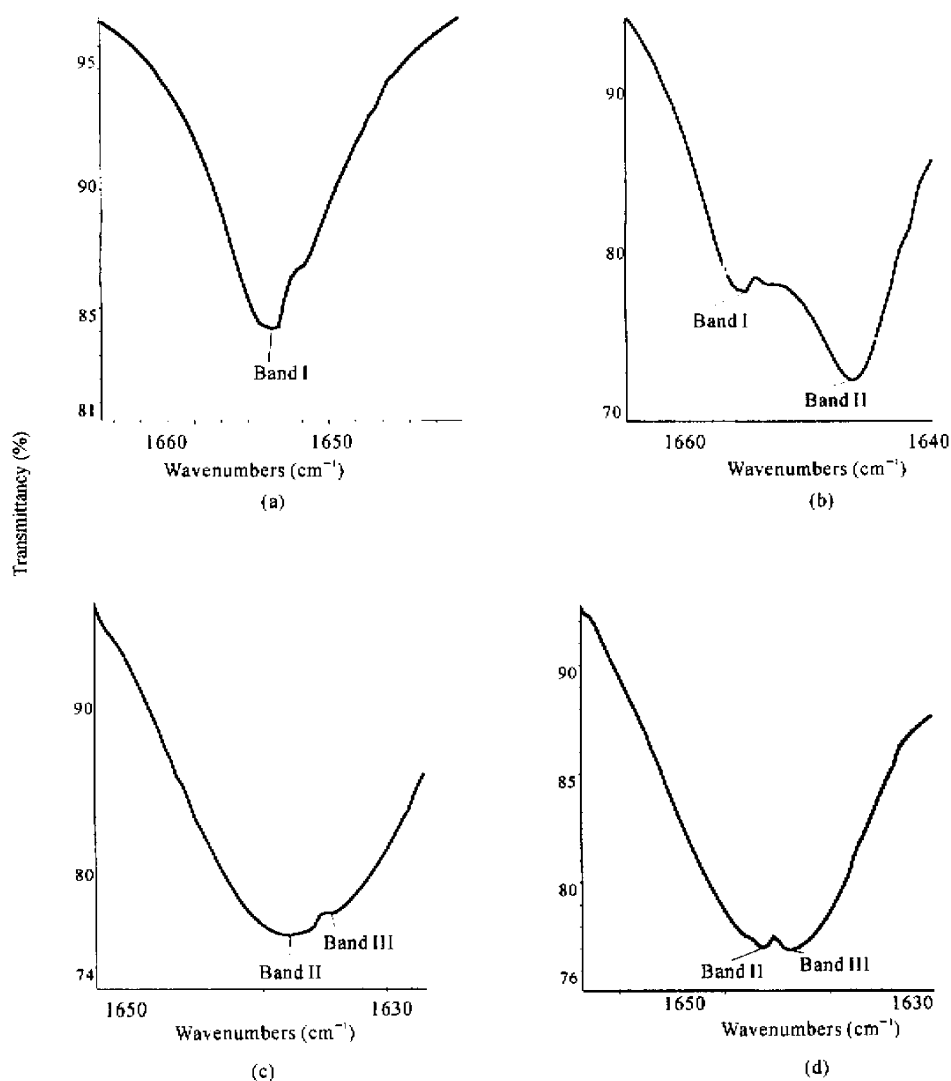 Transmittancy (%)
95
90
85
81
Band I
1660 1650
Wavenumbers (cm⁻¹)
(a)
90
80
70
Band I
Band II
1660 1640
Wavenumbers (cm⁻¹)
(b)
90
80
74
Band III
Band II
1650 1630
Wavenumbers (cm⁻¹)
(c)
90
85
80
76
Band II Band III
1650 1630
Wavenumbers (cm⁻¹)
(d)